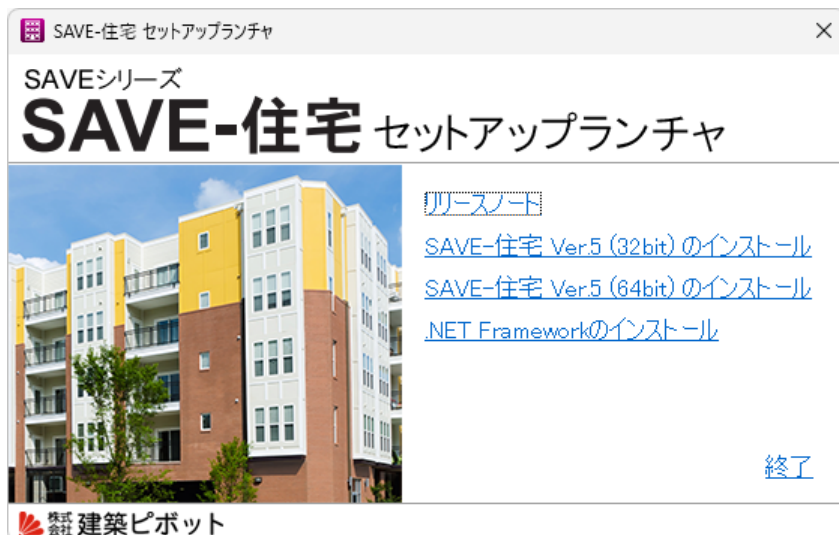 SAVE-住宅 セットアップランチャ
SAVEシリーズ
SAVE-住宅 セットアップランチャ
リリースノート
SAVE-住宅 Ver.5 (32bit) のインストール
SAVE-住宅 Ver.5 (64bit) のインストール
.NET Frameworkのインストール
終了
株式会社 建築ピボット